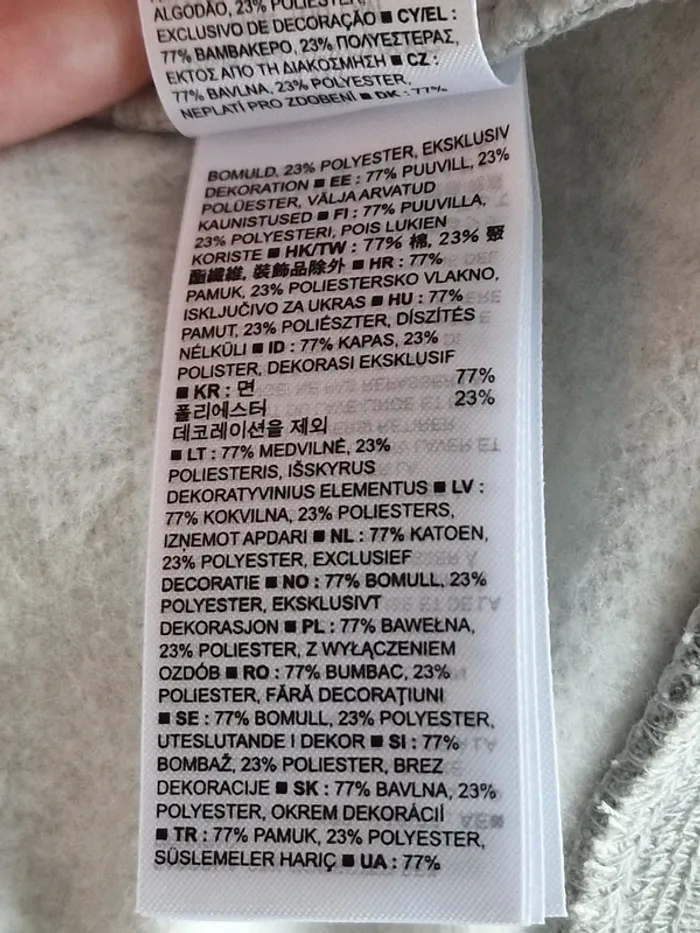 ALGODÃO, 23% POLIÉSTER,
EXCLUSIVO DE DECORAÇÃO ■ CY/EL :
77% ΒΑΜΒΑΚΕΡΟ, 23% ΠΟΛΥΕΣΤΕΡΑΣ,
ΕΚΤΟΣ ΑΠΟ ΤΗ ΔΙΑΚΟΣΜΗΣΗ ■ CZ :
77% BAVLNA, 23% POLYESTER,
NEPLATÍ PRO ZDOBENÍ ■ DK : 77%
BOMULD, 23% POLYESTER, EKSKLUSIV
DEKORATION ■ EE : 77% PUUVILL, 23%
POLÜESTER, VÄLJA ARVATUD
KAUNISTUSED ■ FI : 77% PUUVILLA,
23% POLYESTERI, POIS LUKIEN
KORISTE ■ HK/TW : 77% 棉, 23% 聚
酯纖維, 裝飾品除外 ■ HR : 77%
PAMUK, 23% POLIESTERSKO VLAKNO,
ISKLJUČIVO ZA UKRAS ■ HU : 77%
PAMUT, 23% POLIÉSZTER, DÍSZÍTÉS
NÉLKÜLI ■ ID : 77% KAPAS, 23%
POLISTER, DEKORASI EKSKLUSIF
■ KR : 면 77%
폴리에스터 23%
데코레이션을 제외
■ LT : 77% MEDVILNĖ, 23%
POLIESTERIS, IŠSKYRUS
DEKORATYVINIUS ELEMENTUS ■ LV :
77% KOKVILNA, 23% POLIESTERS,
IZŅEMOT APDARI ■ NL : 77% KATOEN,
23% POLYESTER, EXCLUSIEF
DECORATIE ■ NO : 77% BOMULL, 23%
POLYESTER, EKSKLUSIVT
DEKORASJON ■ PL : 77% BAWEŁNA,
23% POLYESTER, Z WYŁĄCZENIEM
OZDÓB ■ RO : 77% BUMBAC, 23%
POLIESTER, FĂRĂ DECORAȚIUNI
■ SE : 77% BOMULL, 23% POLYESTER,
UTESLUTANDE I DEKOR ■ SI : 77%
BOMBAŽ, 23% POLIESTER, BREZ
DEKORACIJE ■ SK : 77% BAVLNA, 23%
POLYESTER, OKREM DEKORÁCIÍ
■ TR : 77% PAMUK, 23% POLYESTER,
SÜSLEMELER HARİÇ ■ UA : 77%